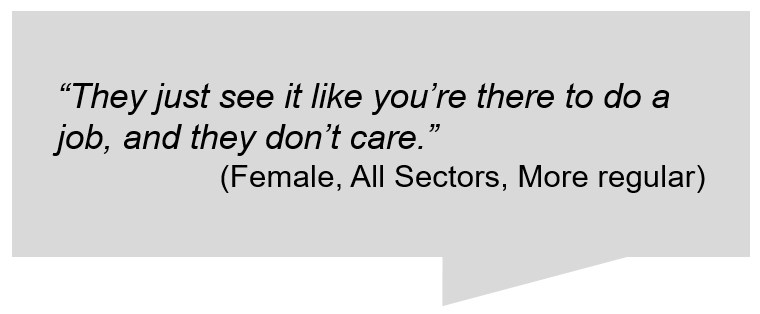 “They just see it like you’re there to do a
job, and they don’t care.”
(Female, All Sectors, More regular)